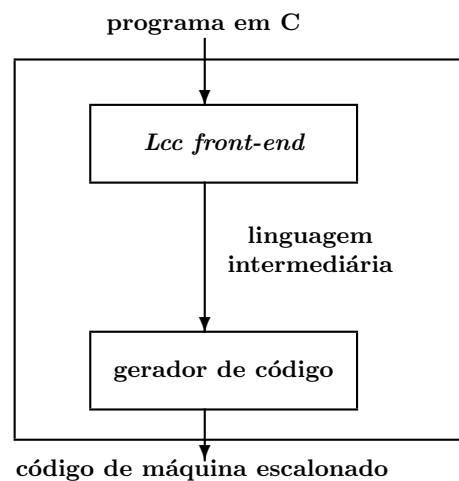 programa em C
Lcc front-end
linguagem
intermediária
gerador de código
código de máquina escalonado